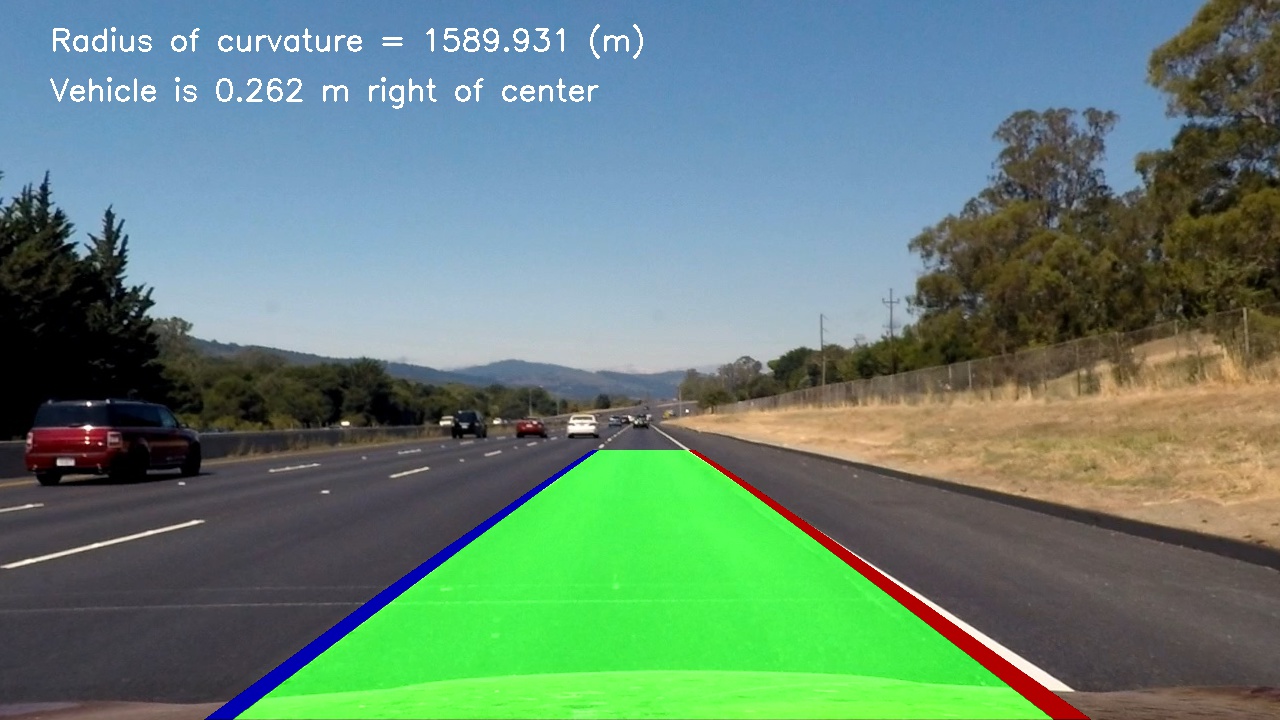 Radius of curvature = 1589.931 (m)
Vehicle is 0.262 m right of center